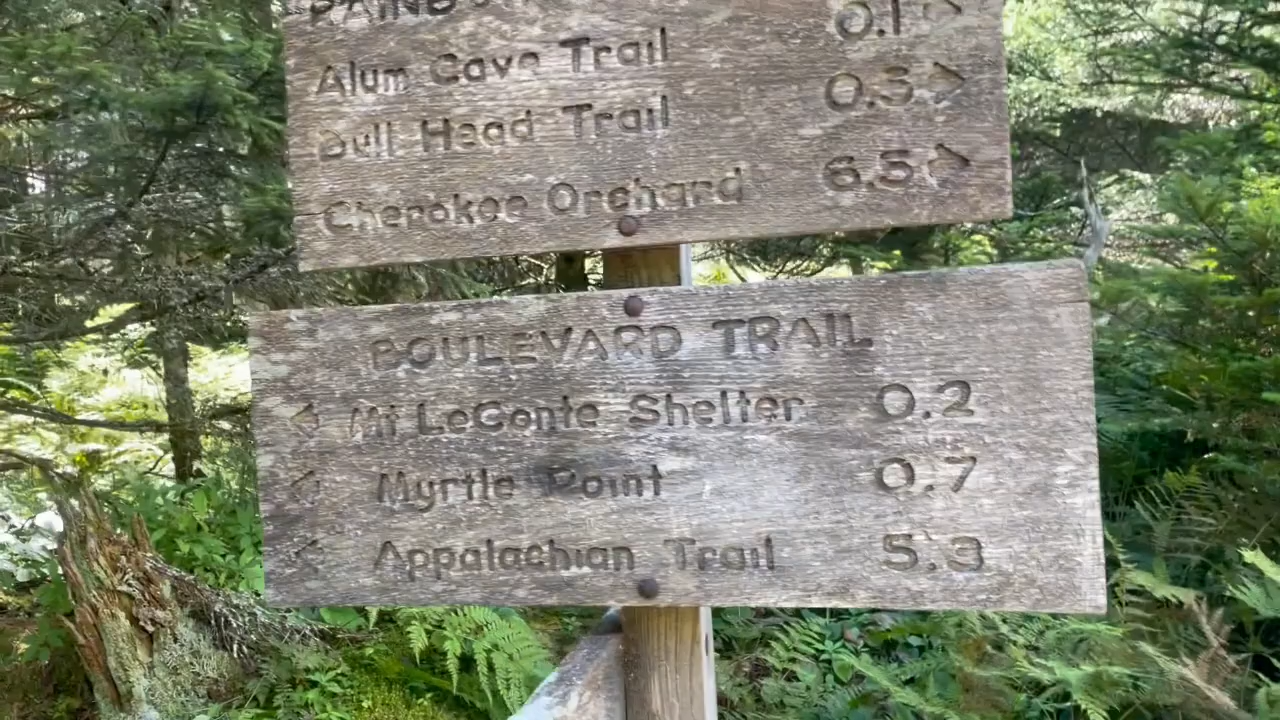 Alum Cave Trail 0.1
Bull Head Trail 0.5
Cherokee Orchard 6.5
BOULEVARD TRAIL
Mt LeConte Shelter 0.2
Myrtle Point 0.7
Appalachian Trail 5.3